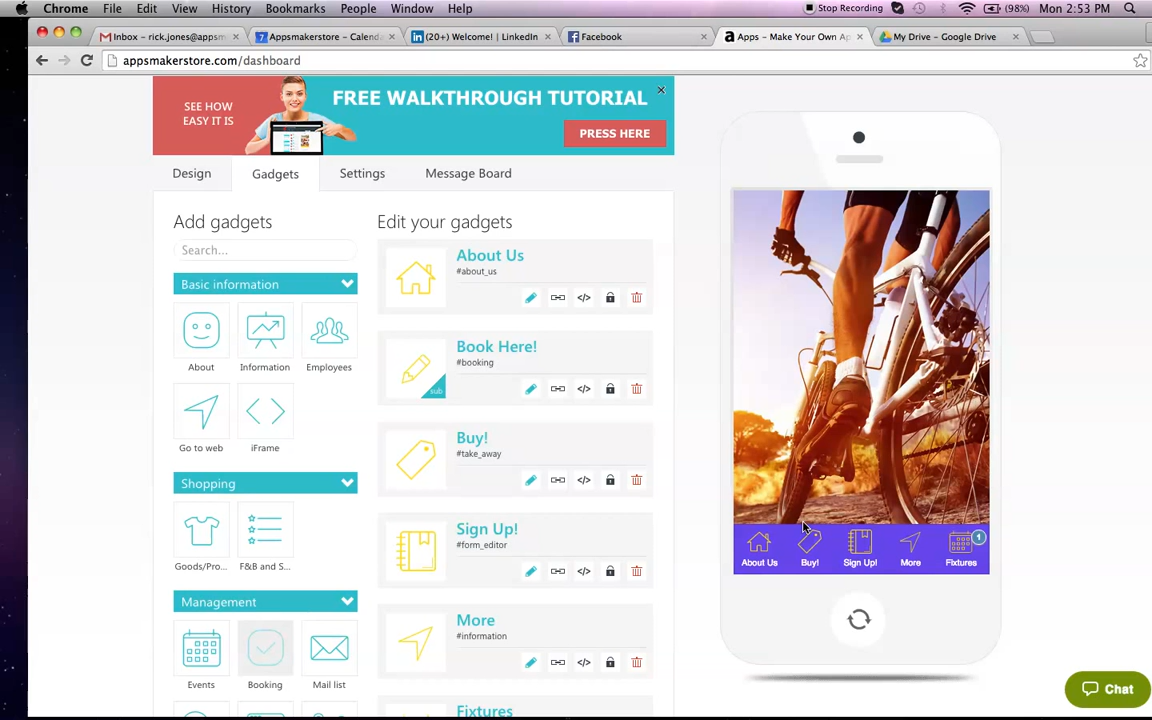 Chrome File Edit View History Bookmarks People Window Help Stop Recording (98%) Mon 2:53 PM
Inbox - rick.jones@appsm
7 Appsmakerstore - Calenda
(20+) Welcome! | LinkedIn
Facebook
a Apps - Make Your Own Ap
My Drive - Google Drive
appsmakerstore.com/dashboard
SEE HOW
EASY IT IS
FREE WALKTHROUGH TUTORIAL
PRESS HERE
Design Gadgets Settings Message Board
Add gadgets
Search...
Basic information
About Information Employees
Go to web iFrame
Shopping
Goods/Pro... F&B and S...
Management
Events Booking Mail list
Edit your gadgets
About Us
#about_us
Book Here!
#booking
sub
Buy!
#take_away
Sign Up!
#form_editor
More
#information
Fixtures
1
About Us Buy! Sign Up! More Fixtures
Chat